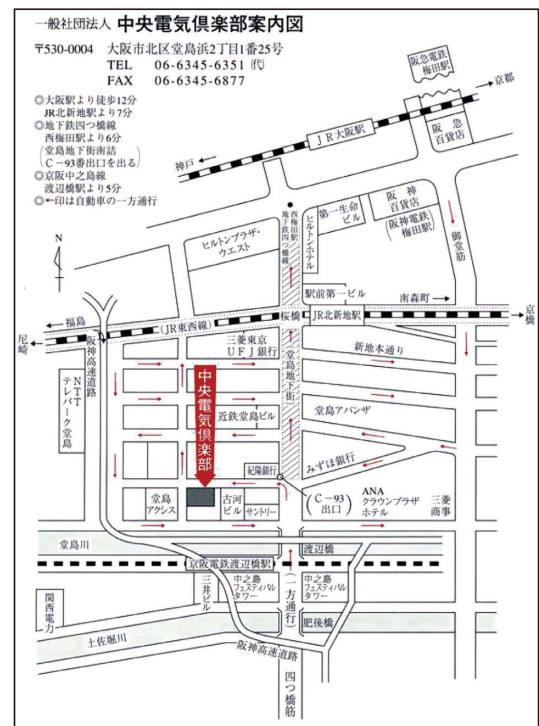 一般社団法人 中央電気倶楽部案内図
〒530-0004 大阪市北区堂島浜2丁目1番25号
TEL 06-6345-6351 ㈹
FAX 06-6345-6877
◎大阪駅より徒歩12分
JR北新地駅より7分
◎地下鉄四つ橋線
西梅田駅より6分
(堂島地下街南詰
C-93番出口を出る)
◎京阪中之島線
渡辺橋駅より5分
◎←印は自動車の一方通行
阪急電鉄
梅田駅
京都
JR大阪駅
阪急
百貨店
神戸
N
西梅田駅
地下鉄四つ橋線
ヒルトンホテル
第一生命
ビル
阪神
百貨店
(阪神電鉄
梅田駅)
御堂筋
ヒルトンプラザ・
ウエスト
駅前第一ビル
南森町
福島
尼崎
(JR東西線)
桜橋
JR北新地駅
京橋
阪神高速道路
三菱東京
UFJ銀行
新地本通り
堂島地下街
NTT
テレパーク堂島
中央電気倶楽部
近鉄堂島ビル
堂島アバンザ
紀陽銀行
みずほ銀行
堂島
アクシス
古河
ビル
サントリー
(C-93
出口)
ANA
クラウンプラザ
ホテル
三菱
商事
堂島川
渡辺橋
京阪電鉄渡辺橋駅
関西電力
三井ビル
中之島
フェスティバル
タワー
(一方通行)
中之島
フェスティバル
タワー
土佐堀川
肥後橋
阪神高速道路
四つ橋筋